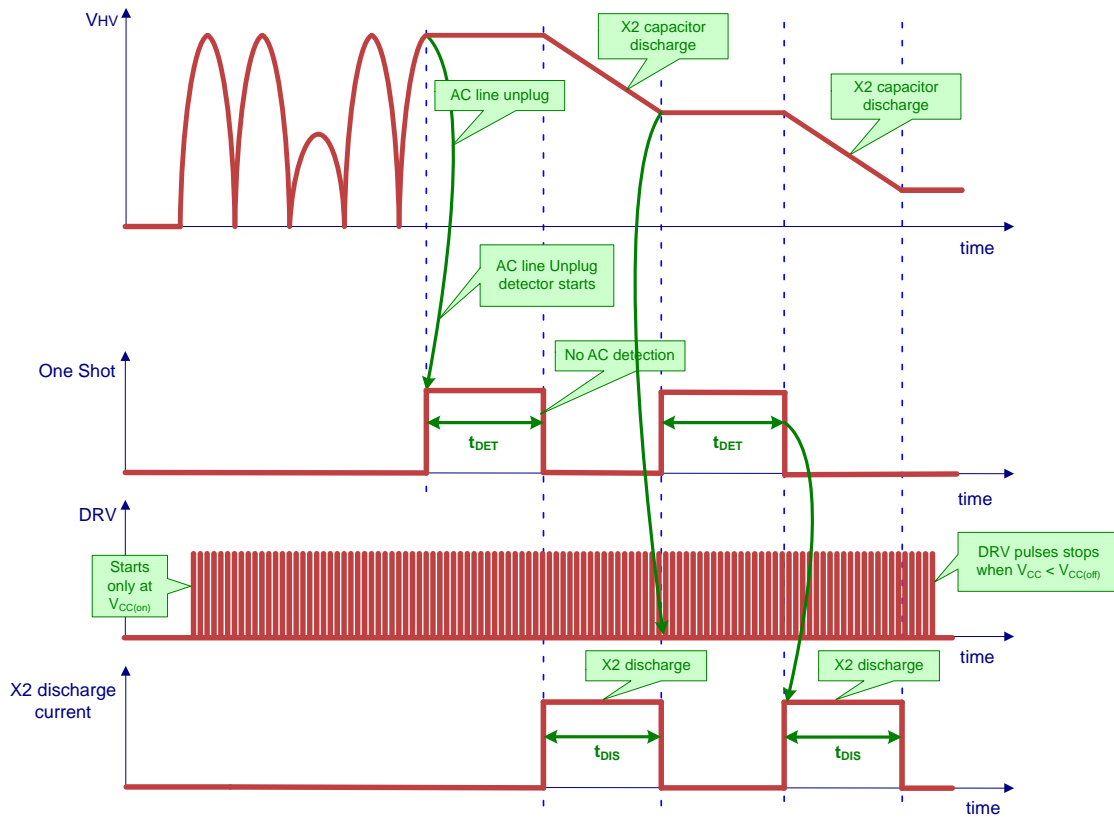 VHV
X2 capacitor
discharge
X2 capacitor
discharge
AC line unplug
time
AC line Unplug
detector starts
One Shot
No AC detection
tDET
tDET
time
DRV
Starts
only at
VCC(on)
DRV pulses stops
when VCC < VCC(off)
time
X2 discharge
current
X2 discharge
X2 discharge
tDIS
tDIS
time